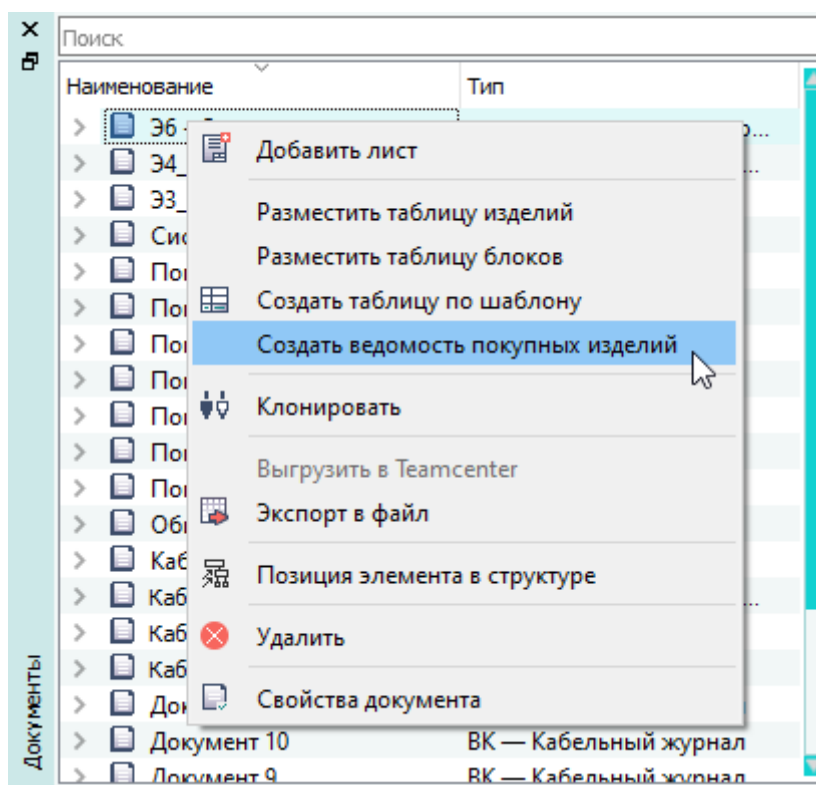 Поиск
Наименование Тип
Э6 -
Добавить лист
Э4_
Э3_
Разместить таблицу изделий
Разместить таблицу блоков
Создать таблицу по шаблону
Создать ведомость покупных изделий
Клонировать
Выгрузить в Teamcenter
Экспорт в файл
Позиция элемента в структуре
Удалить
Свойства документа
Документ 10 ВК — Кабельный журнал
Документ 9 ВК — Кабельный журнал
Документы